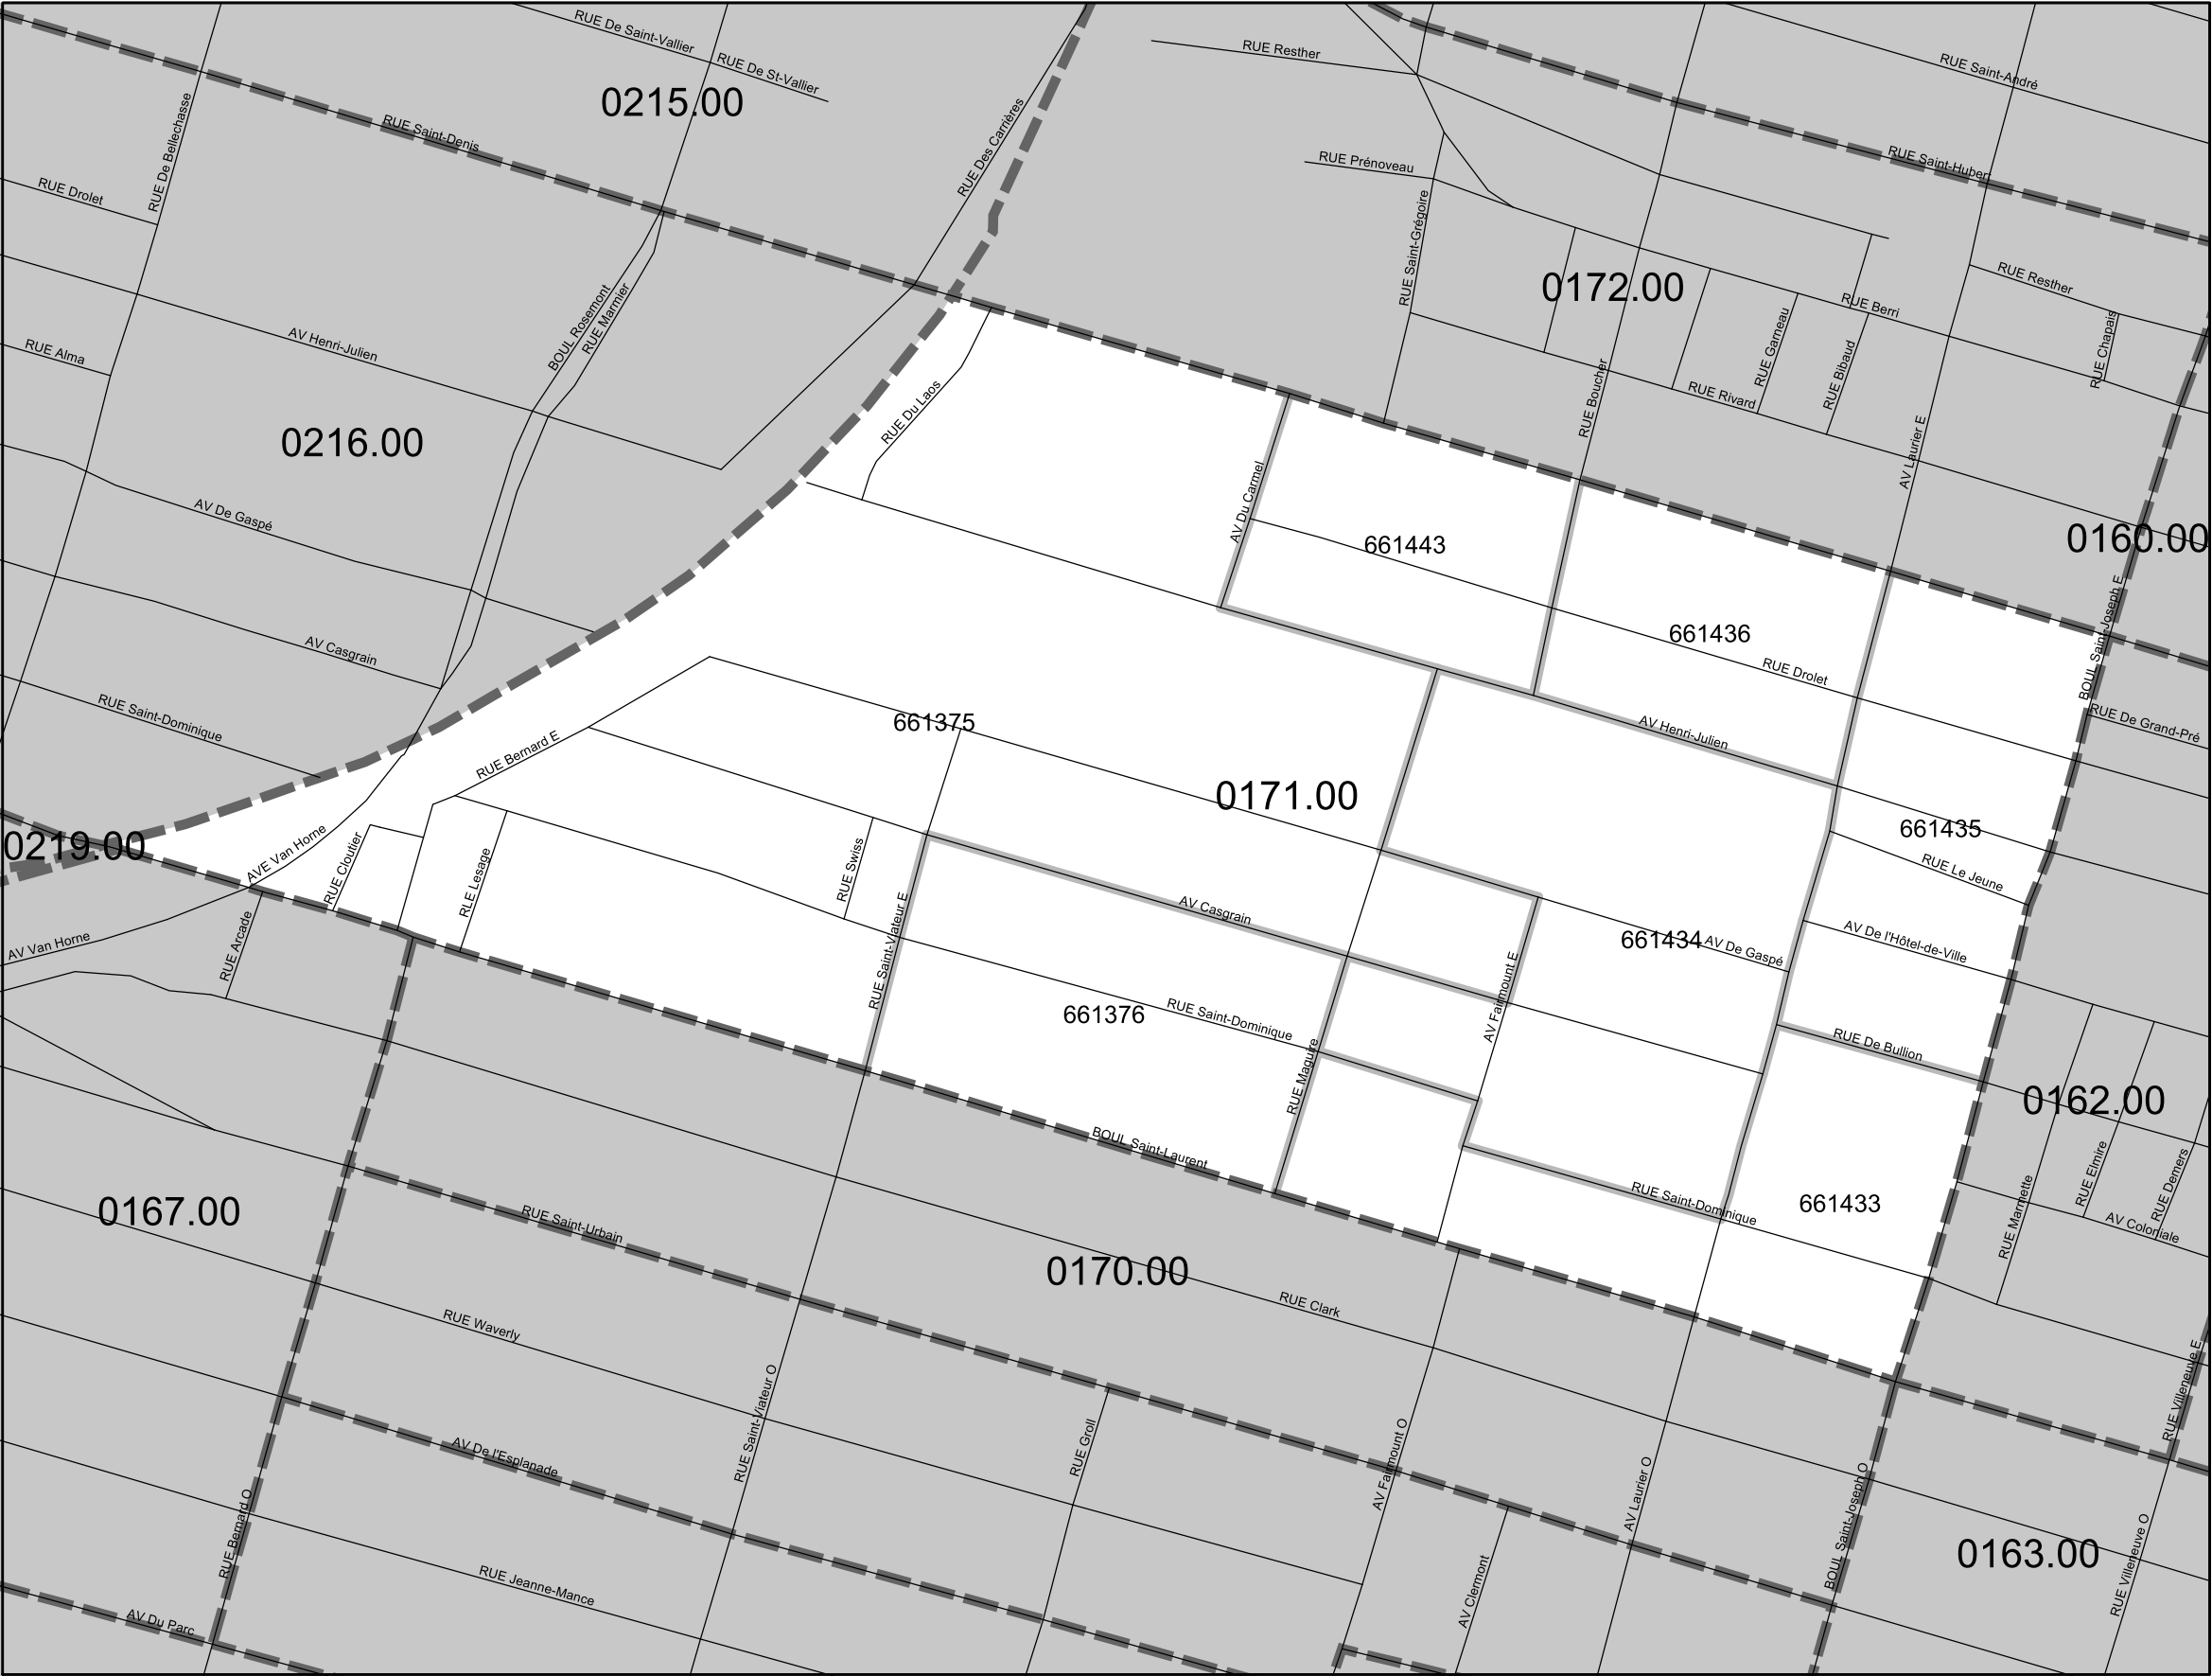 RUE De Saint-Vallier
RUE De St-Vallier
RUE Resther
RUE Saint-André
0215.00
RUE Des Carrières
RUE De Bellechasse
RUE Saint-Denis
RUE Prénoveau
RUE Saint-Hubert
RUE Drolet
RUE Saint-Grégoire
0172.00
RUE Resther
RUE Berri
RUE Chapais
AV Henri-Julien
BOUL Rosemont
RUE Marmier
RUE Garneau
RUE Bibaud
RUE Alma
RUE Du Laos
RUE Boucher
RUE Rivard
0216.00
AV Laurier E
AV De Gaspé
AV Du Carmel
661443
0160.00
AV Casgrain
661436
RUE Drolet
BOUL Saint-Joseph E
RUE Saint-Dominique
661375
RUE De Grand-Pré
RUE Bernard E
AV Henri-Julien
0171.00
0219.00
661435
AVE Van Horne
RUE Cloutier
RLE Lesage
RUE Swiss
RUE Le Jeune
AV Casgrain
AV Van Horne
RUE Arcade
RUE Saint-Viateur E
661434
AV De Gaspé
AV De l'Hôtel-de-Ville
AV Fairmount E
661376
RUE Saint-Dominique
RUE De Bullion
RUE Maguire
0162.00
BOUL Saint-Laurent
RUE Elmire
RUE Demers
0167.00
RUE Saint-Urbain
RUE Saint-Dominique
661433
RUE Marmette
AV Coloniale
0170.00
RUE Clark
RUE Waverly
RUE Villeneuve E
RUE Saint-Viateur O
RUE Groll
AV Fairmount O
AV De l'Esplanade
AV Laurier O
BOUL Saint-Joseph O
RUE Bernard O
0163.00
RUE Villeneuve O
RUE Jeanne-Mance
AV Clermont
AV Du Parc